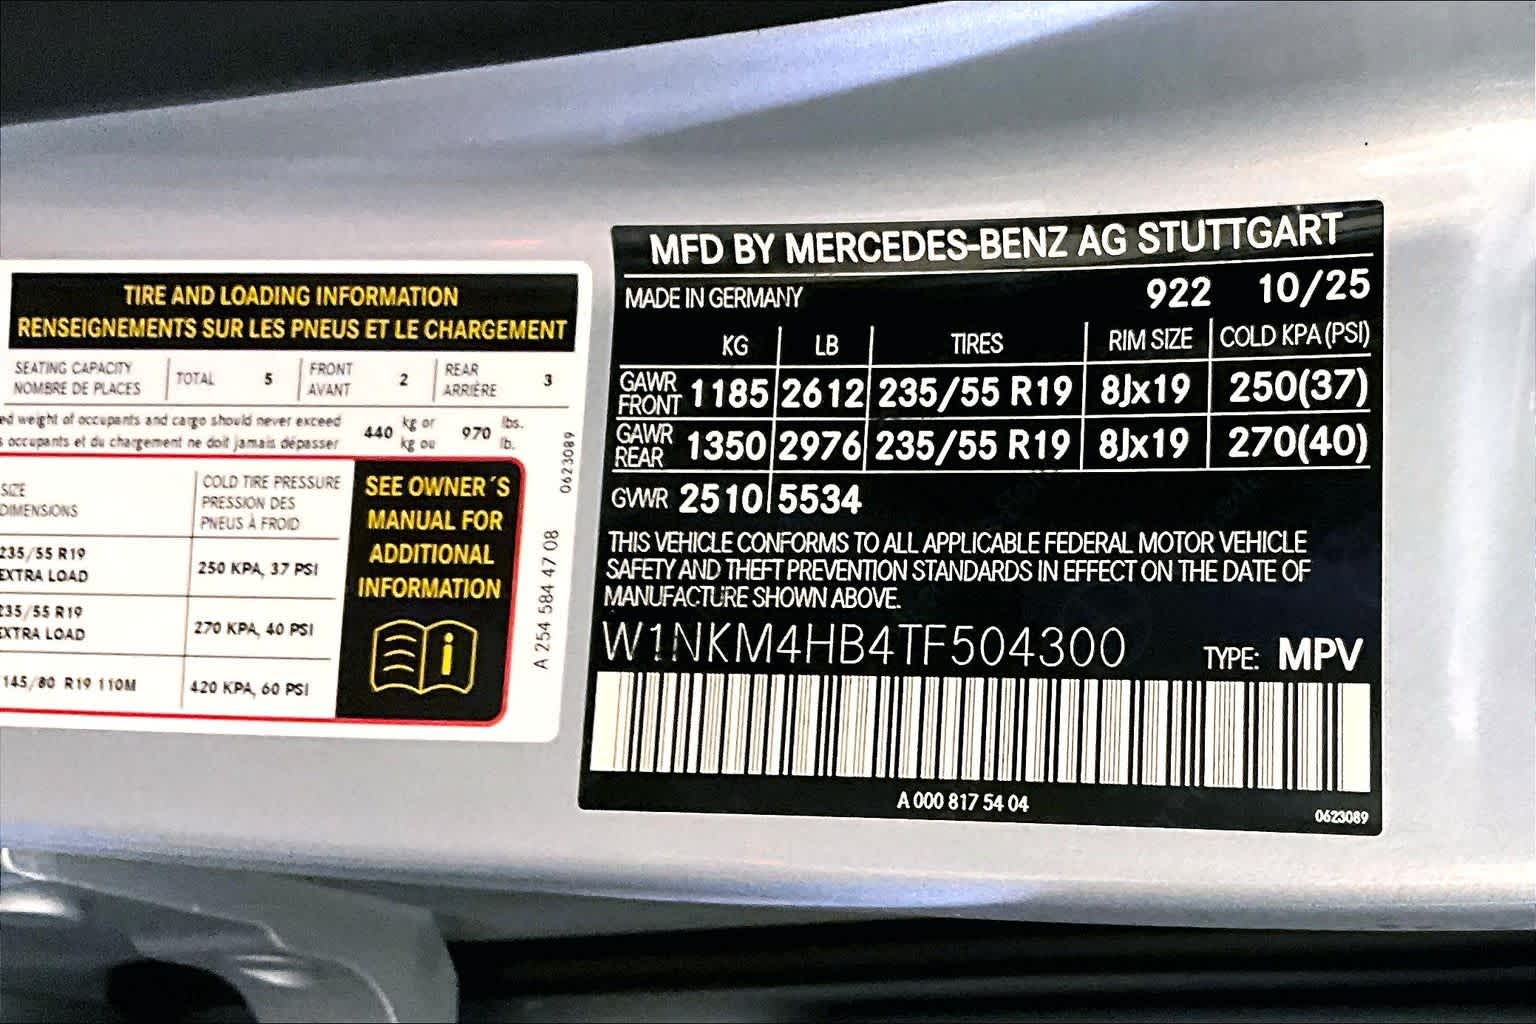 TIRE AND LOADING INFORMATION
RENSEIGNEMENTS SUR LES PNEUS ET LE CHARGEMENT
SEATING CAPACITY
NOMBRE DE PLACES
TOTAL 5
FRONT
AVANT
2
REAR
ARRIÈRE
3
ed weight of occupants and cargo should never exceed
s occupants et du chargement ne doit jamais dépasser
440
kg or
kg ou
970
lbs.
lb.
SIZE
DIMENSIONS
COLD TIRE PRESSURE
PRESSION DES
PNEUS À FROID
235/55 R19
EXTRA LOAD
250 KPA, 37 PSI
235/55 R19
EXTRA LOAD
270 KPA, 40 PSI
145/80 R19 110M
420 KPA, 60 PSI
SEE OWNER´S
MANUAL FOR
ADDITIONAL
INFORMATION
A 254 584 47 08
0623089
MFD BY MERCEDES-BENZ AG STUTTGART
MADE IN GERMANY 922 10/25
KG LB TIRES RIM SIZE COLD KPA (PSI)
GAWR
FRONT
1185 2612 235/55 R19 8Jx19 250(37)
GAWR
REAR
1350 2976 235/55 R19 8Jx19 270(40)
GVWR 2510 5534
THIS VEHICLE CONFORMS TO ALL APPLICABLE FEDERAL MOTOR VEHICLE
SAFETY AND THEFT PREVENTION STANDARDS IN EFFECT ON THE DATE OF
MANUFACTURE SHOWN ABOVE.
W1NKM4HB4TF504300 TYPE: MPV
A 000 817 54 04
0623089